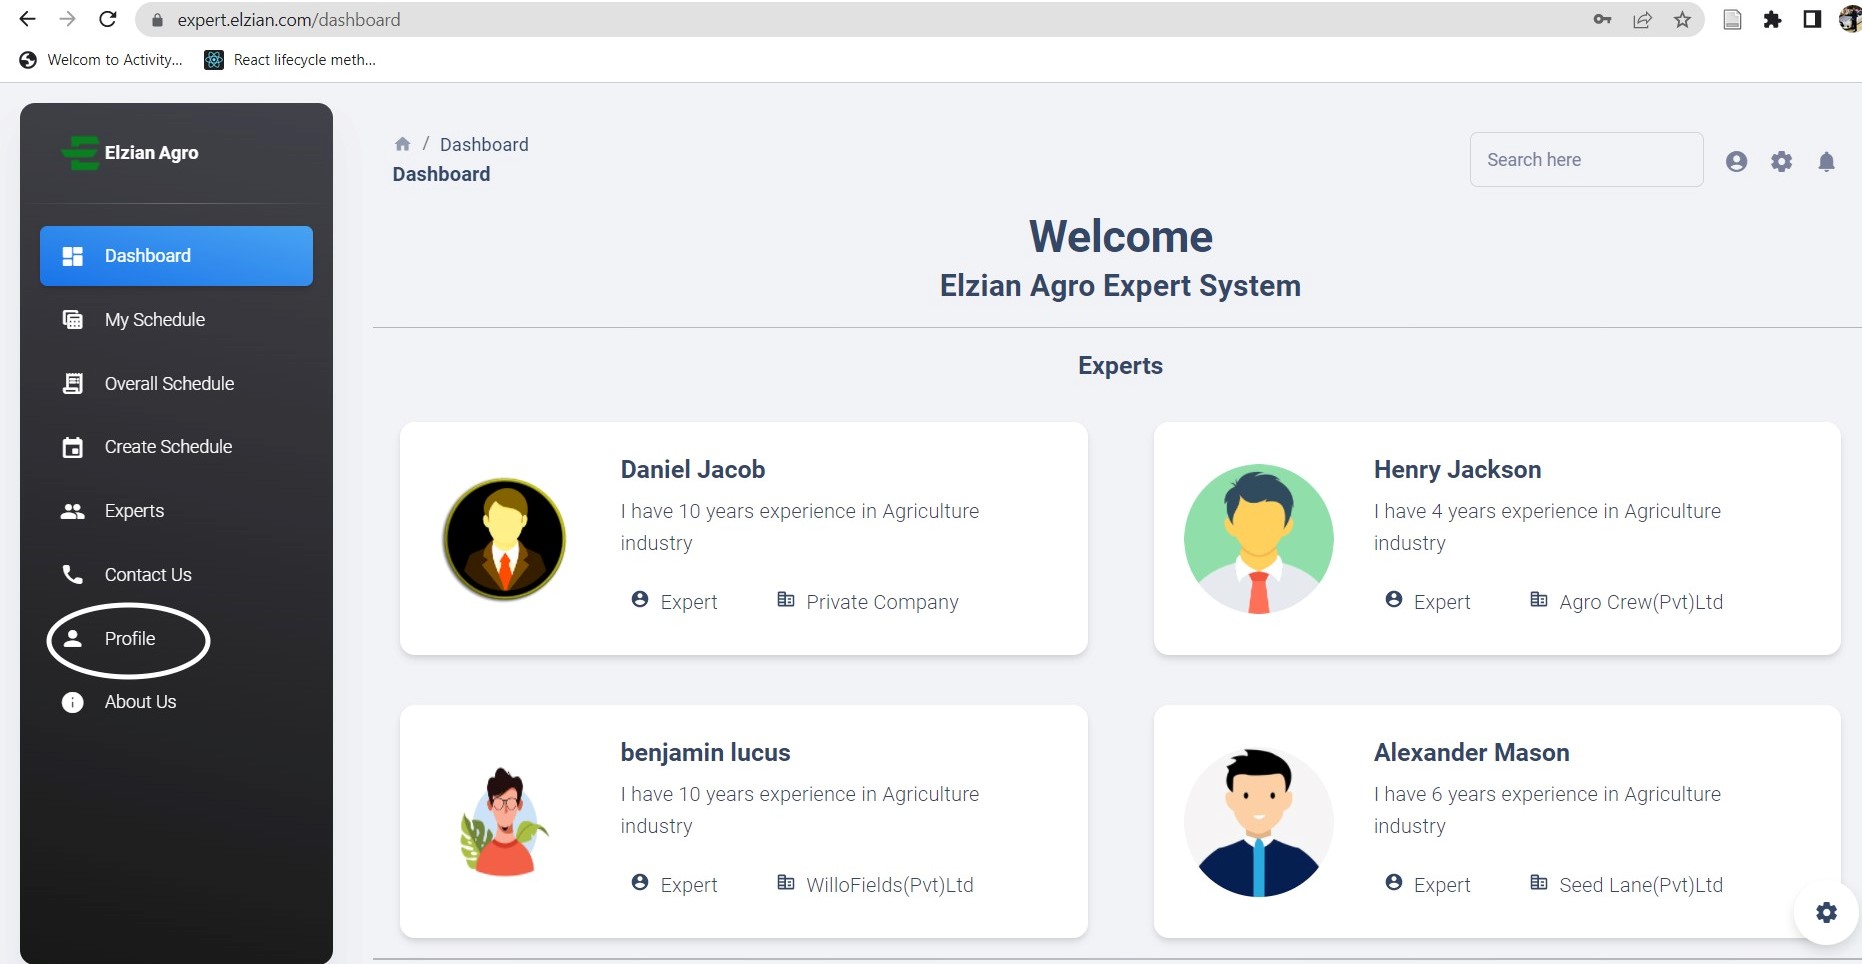 expert.elzian.com/dashboard
Welcom to Activity...
React lifecycle meth...
Elzian Agro
Dashboard
My Schedule
Overall Schedule
Create Schedule
Experts
Contact Us
Profile
About Us
/ Dashboard
Dashboard
Search here
Welcome
Elzian Agro Expert System
Experts
Daniel Jacob
I have 10 years experience in Agriculture
industry
Expert
Private Company
Henry Jackson
I have 4 years experience in Agriculture
industry
Expert
Agro Crew(Pvt)Ltd
benjamin lucus
I have 10 years experience in Agriculture
industry
Expert
WilloFields(Pvt)Ltd
Alexander Mason
I have 6 years experience in Agriculture
industry
Expert
Seed Lane(Pvt)Ltd